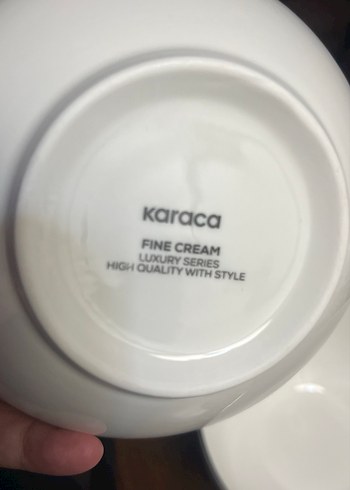 Karaca
FINE CREAM
LUXURY SERIES
HIGH QUALITY WITH STYLE